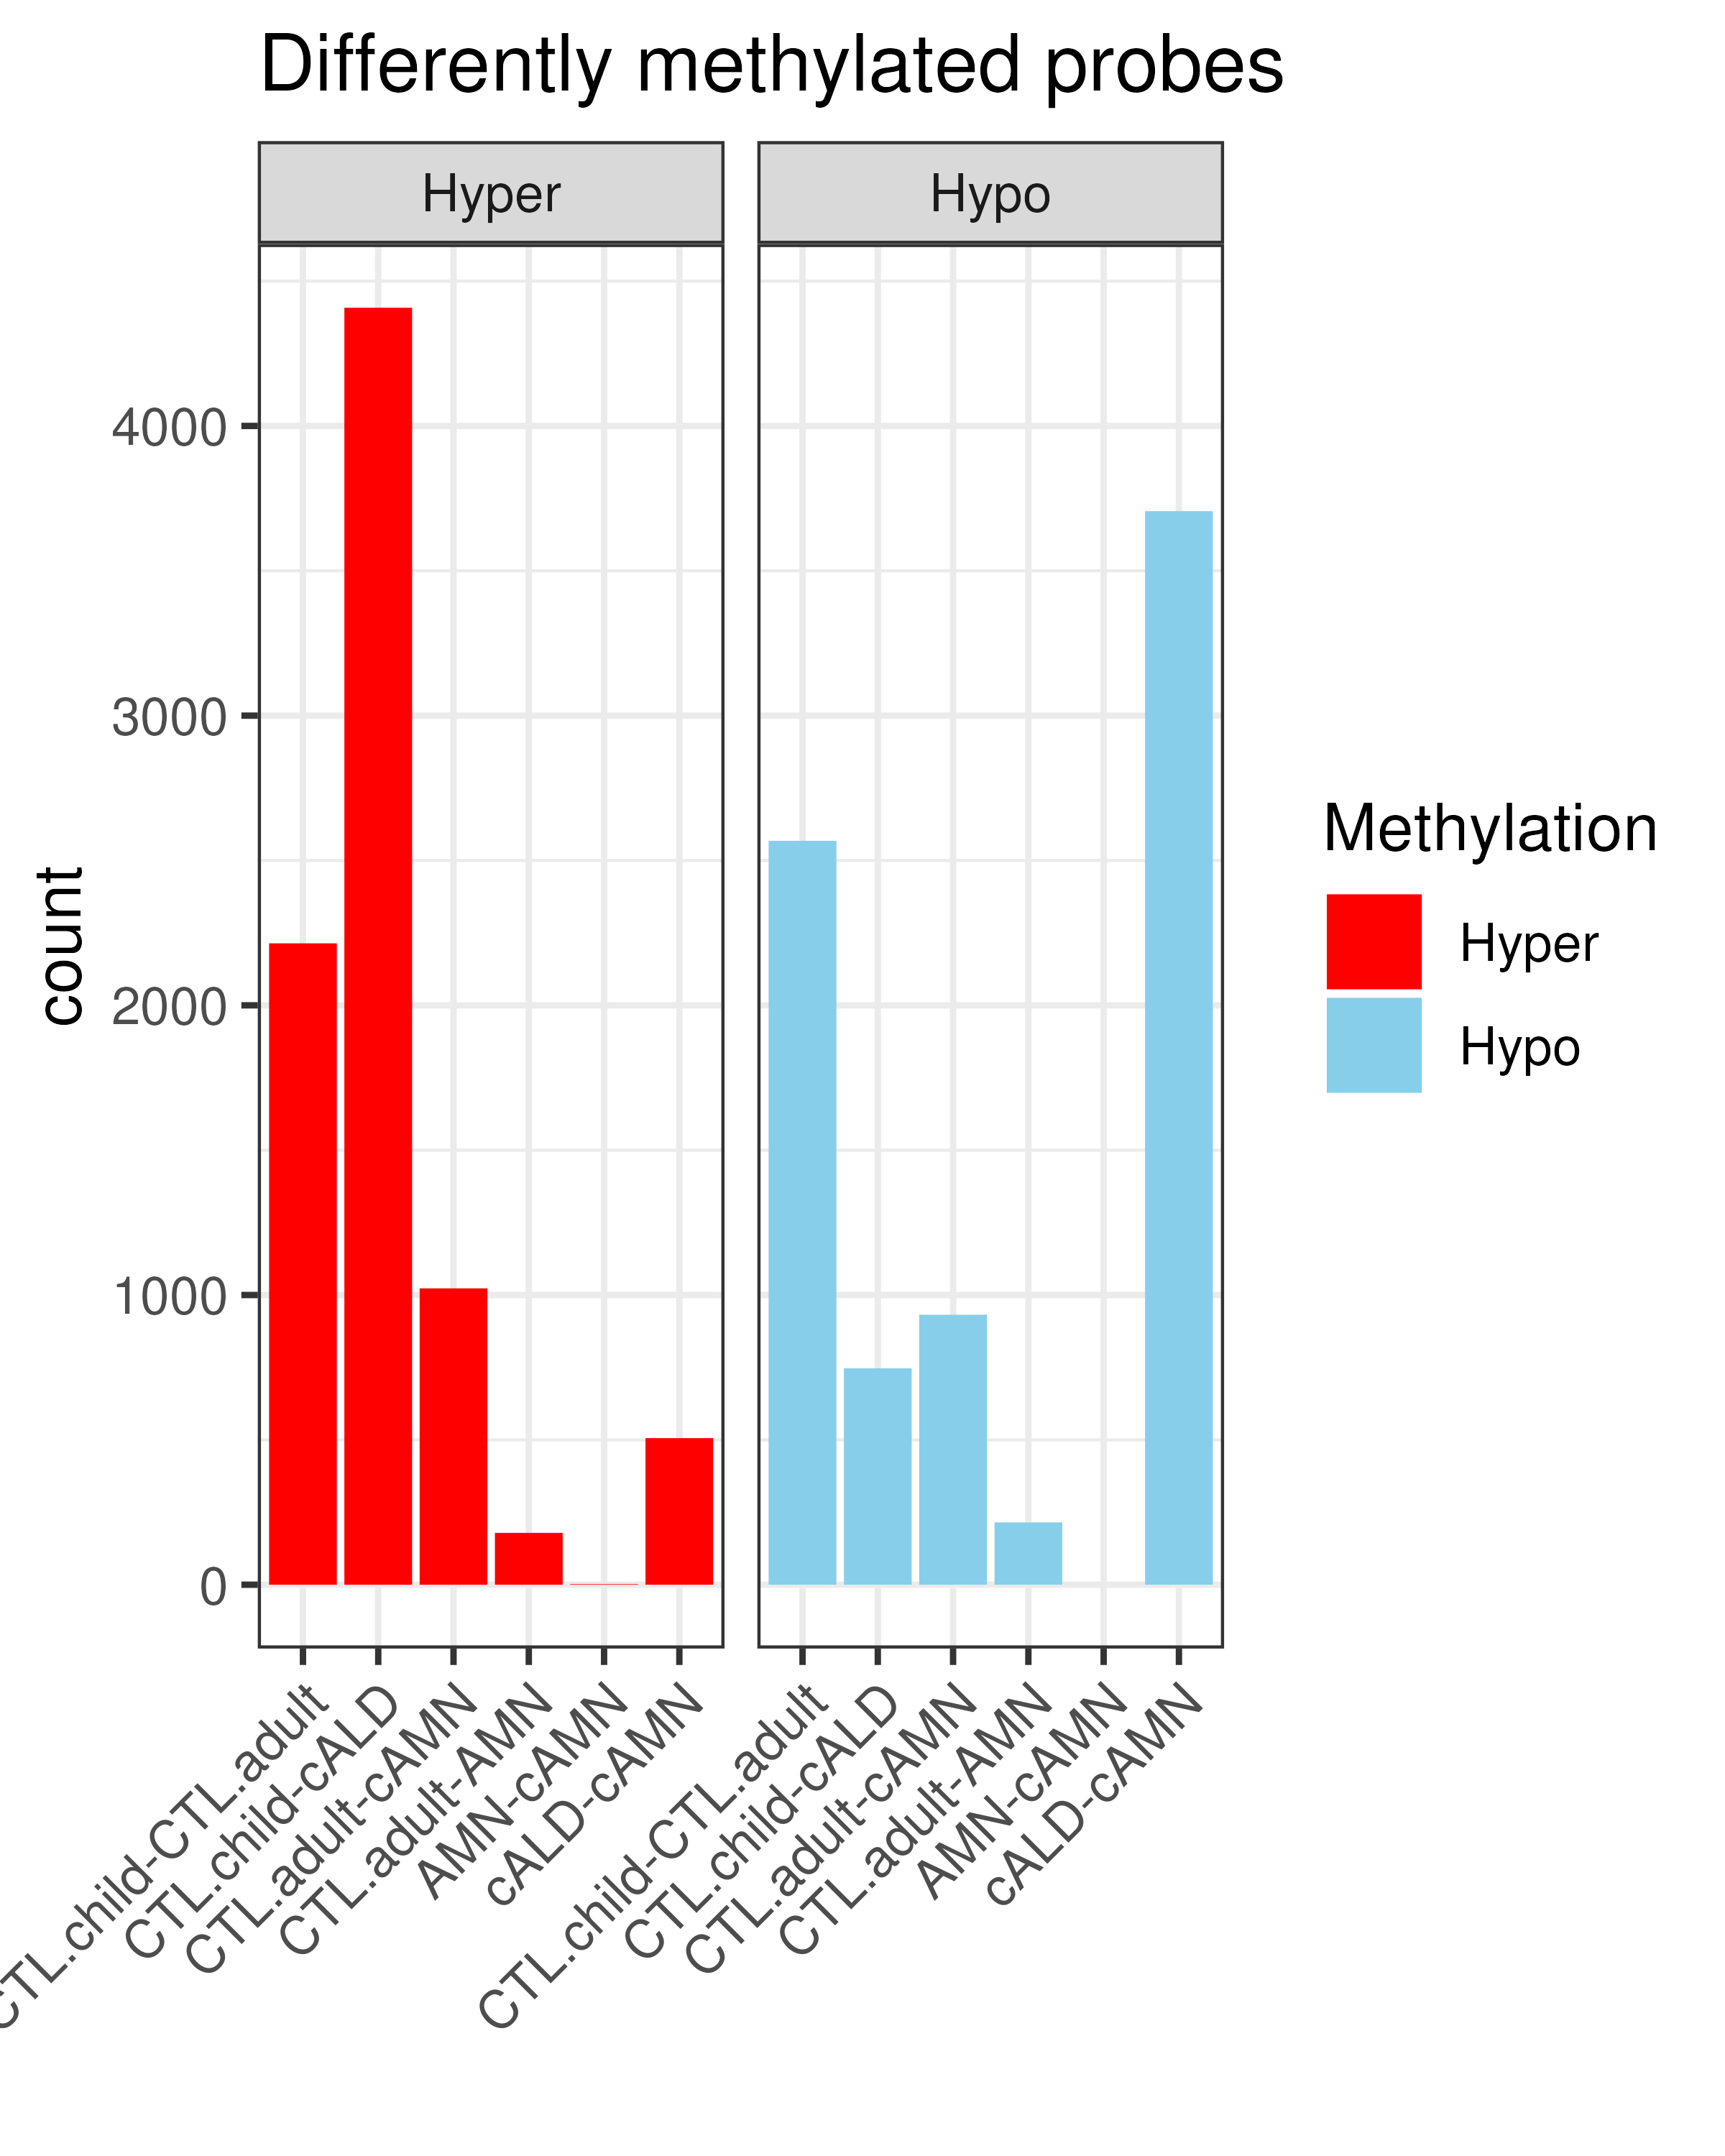 Differently methylated probes
Hyper
Hypo
count
4000
3000
2000
1000
0
CTL.child-CTL.adult
CTL.child-cALD
CTL.adult-cAMN
CTL.adult-AMN
AMN-cAMN
cALD-cAMN
CTL.child-CTL.adult
CTL.child-cALD
CTL.adult-cAMN
CTL.adult-AMN
AMN-cAMN
cALD-cAMN
Methylation
Hyper
Hypo